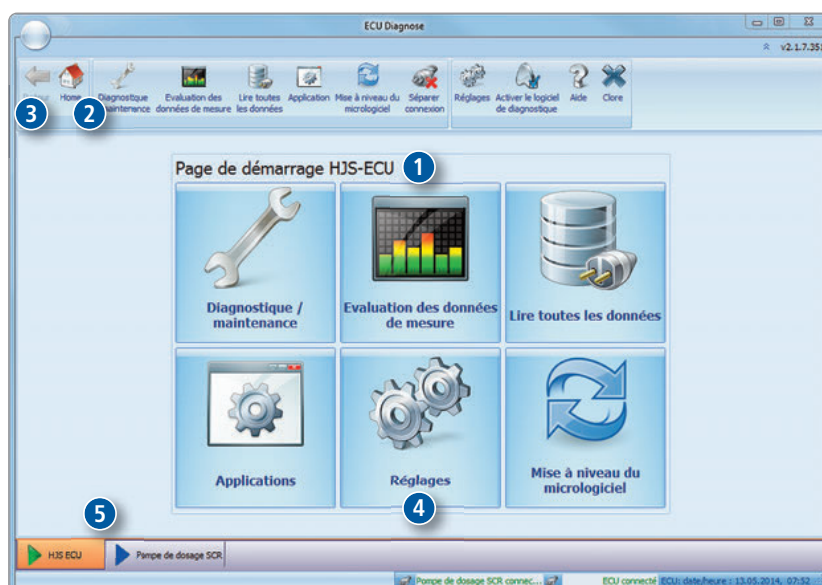 ECU Diagnose
v2.1.7.351
Home
Diagnostique
maintenance
Evaluation des
données de mesure
Lire toutes
les données
Application
Mise à niveau du
micrologiciel
Séparer
connexion
Réglages
Activer le logiciel
de diagnostique
Aide
Clore
3
2
Page de démarrage HJS-ECU
1
Diagnostique /
maintenance
Evaluation des données
de mesure
Lire toutes les données
Applications
Réglages
Mise à niveau du
micrologiciel
4
5
HJS ECU
Pompe de dosage SCR
Pompe de dosage SCR connec...
ECU connecté
ECU: date/heure : 13.05.2014, 07:52